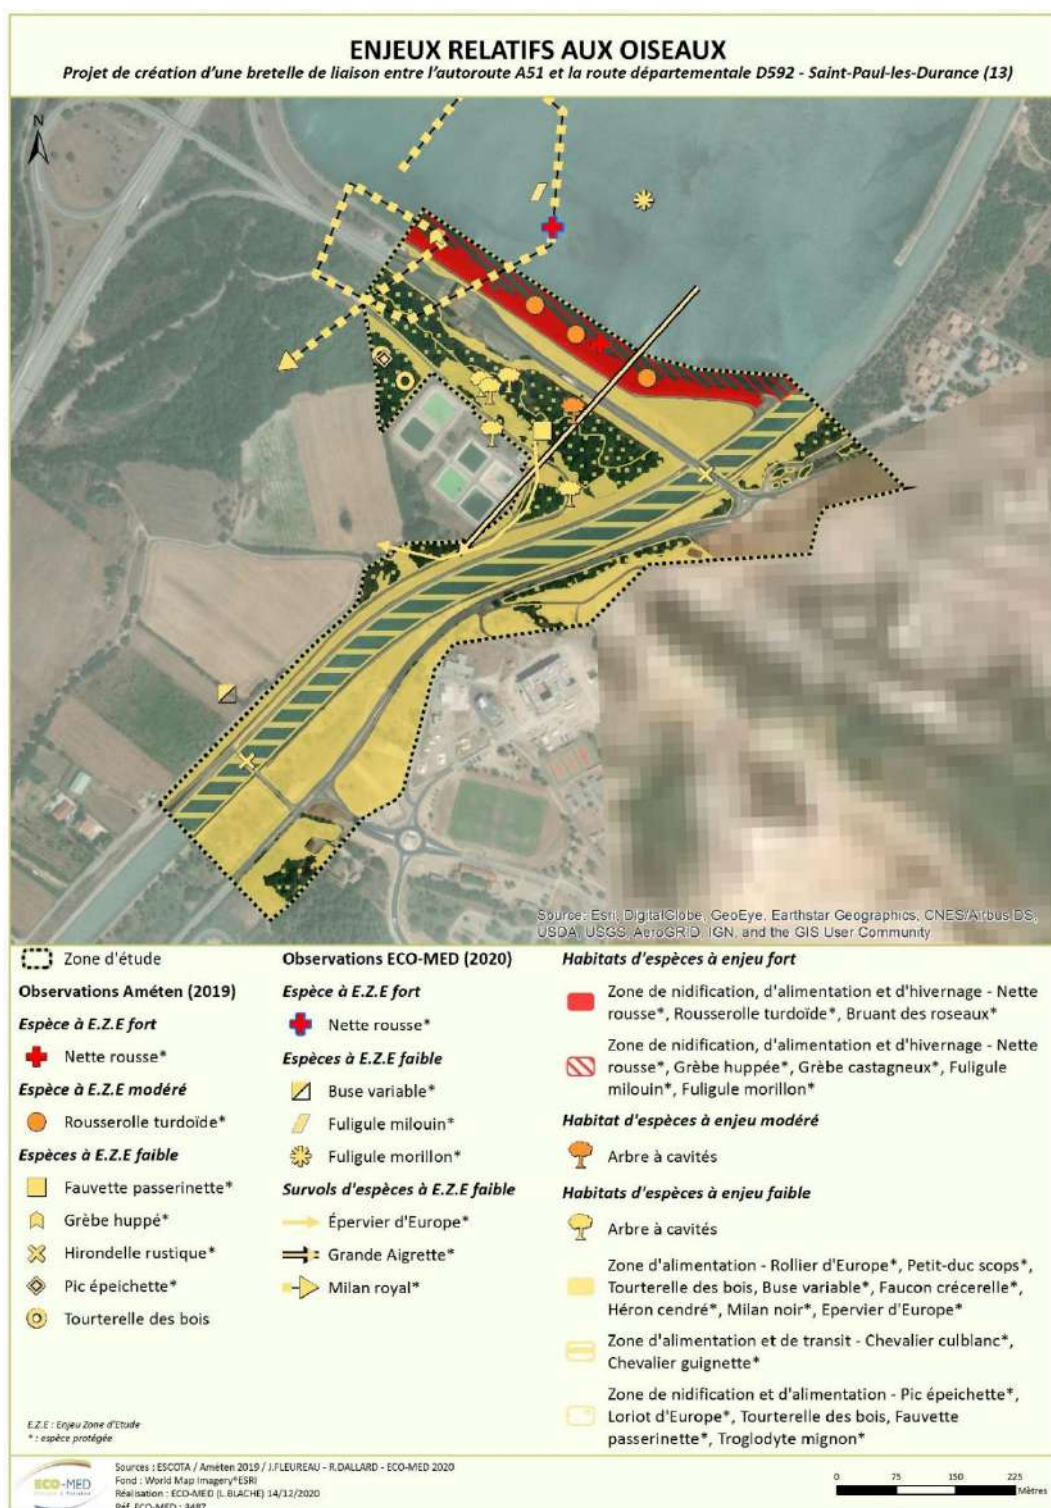 ENJEUX RELATIFS AUX OISEAUX
Projet de création d'une bretelle de liaison entre l'autoroute A51 et la route départementale D592 - Saint-Paul-les-Durance (13)
N
Source: Esri, DigitalGlobe, GeoEye, Earthstar Geographics, CNES/Airbus DS,
USDA, USGS, AeroGRID, IGN, and the GIS User Community
Zone d'étude
Observations Améten (2019)
Espèce à E.Z.E fort
Nette rousse*
Espèce à E.Z.E modéré
Rousserolle turdoïde*
Espèces à E.Z.E faible
Fauvette passerinette*
Grèbe huppé*
Hirondelle rustique*
Pic épeichette*
Tourterelle des bois
E.Z.E : Enjeu Zone d'Etude
* : espèce protégée
Observations ECO-MED (2020)
Espèce à E.Z.E fort
Nette rousse*
Espèces à E.Z.E faible
Buse variable*
Fuligule milouin*
Fuligule morillon*
Survols d'espèces à E.Z.E faible
Épervier d'Europe*
Grande Aigrette*
Milan royal*
Habitats d'espèces à enjeu fort
Zone de nidification, d'alimentation et d'hivernage - Nette
rousse*, Rousserolle turdoïde*, Bruant des roseaux*
Zone de nidification, d'alimentation et d'hivernage - Nette
rousse*, Grèbe huppée*, Grèbe castagneux*, Fuligule
milouin*, Fuligule morillon*
Habitat d'espèces à enjeu modéré
Arbre à cavités
Habitats d'espèces à enjeu faible
Arbre à cavités
Zone d'alimentation - Rollier d'Europe*, Petit-duc scops*,
Tourterelle des bois, Buse variable*, Faucon crécerelle*,
Héron cendré*, Milan noir*, Epervier d'Europe*
Zone d'alimentation et de transit - Chevalier culblanc*,
Chevalier guignette*
Zone de nidification et d'alimentation - Pic épeichette*,
Loriot d'Europe*, Tourterelle des bois, Fauvette
passerinette*, Troglodyte mignon*
ECO-MED
Sources : ESCOTA / Améten 2019 / J.FLEUREAU - R.DALLARD - ECO-MED 2020
Fond : World Map Imagery®ESRI
Réalisation : ECO-MED (L.BLACHE) 14/12/2020
Réf. ECO-MED : 3487
0 75 150 225
Mètres